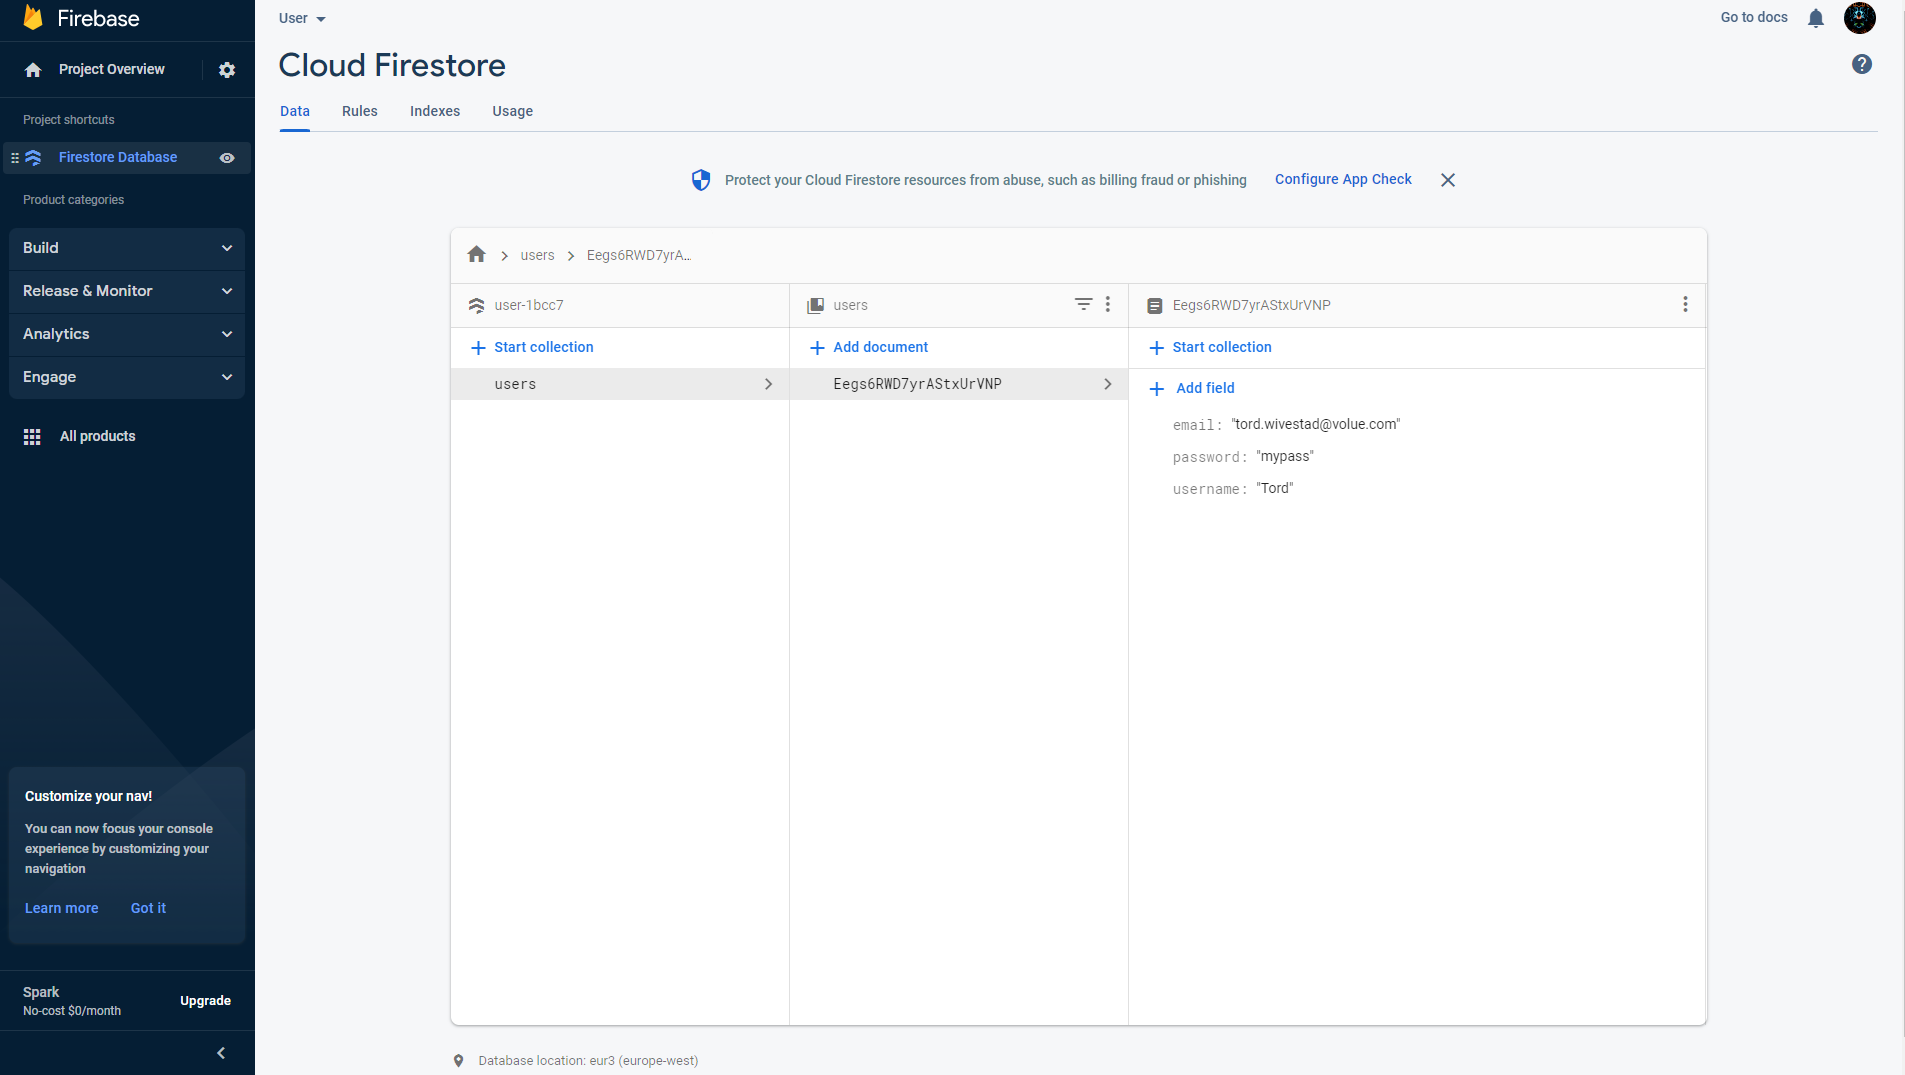 Firebase
Project Overview
Project shortcuts
Firestore Database
Product categories
Build
Release & Monitor
Analytics
Engage
All products
Customize your nav!
You can now focus your console
experience by customizing your
navigation
Learn more Got it
Spark
No-cost $0/month
Upgrade
User
Go to docs
Cloud Firestore
?
Data Rules Indexes Usage
Protect your Cloud Firestore resources from abuse, such as billing fraud or phishing Configure App Check
users Eegs6RWD7yrA...
user-1bcc7
Start collection
users
users
Add document
Eegs6RWD7yrAStxUrVNP
Eegs6RWD7yrAStxUrVNP
Start collection
Add field
email: "tord.wivestad@volue.com"
password: "mypass"
username: "Tord"
Database location: eur3 (europe-west)